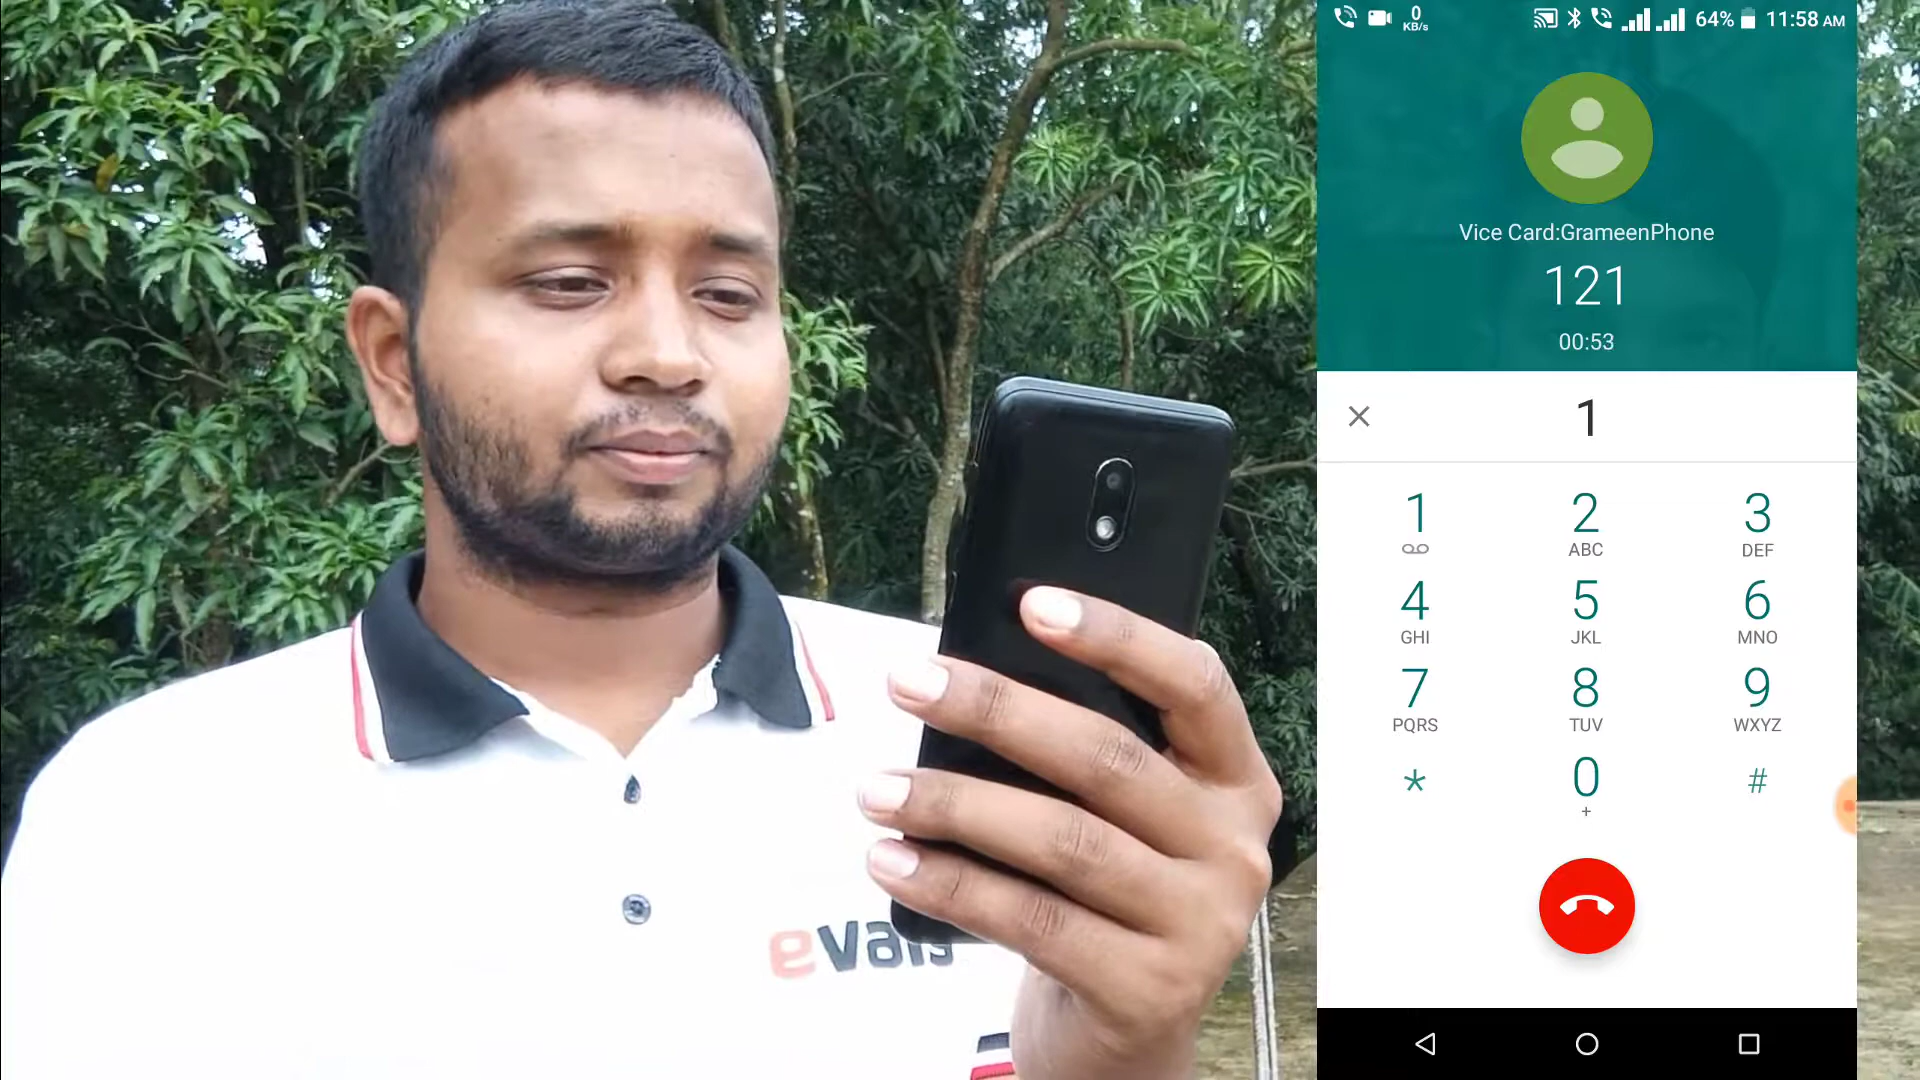 evals
0
KB/s
64% 11:58 AM
Vice Card:GrameenPhone
121
00:53
1
1 2 3
ABC DEF
4 5 6
GHI JKL MNO
7 8 9
PQRS TUV WXYZ
* 0 #
+